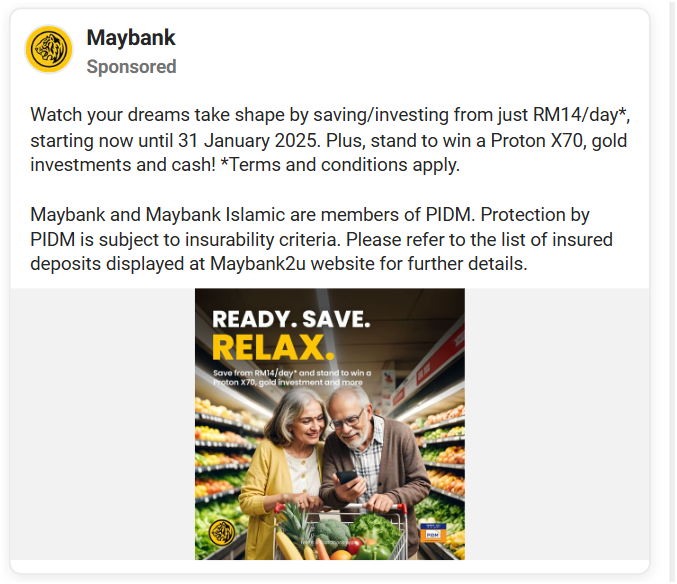 Maybank
Sponsored
Watch your dreams take shape by saving/investing from just RM14/day*,
starting now until 31 January 2025. Plus, stand to win a Proton X70, gold
investments and cash! *Terms and conditions apply.
Maybank and Maybank Islamic are members of PIDM. Protection by
PIDM is subject to insurability criteria. Please refer to the list of insured
deposits displayed at Maybank2u website for further details.
READY. SAVE.
RELAX.
Save from RM14/day* and stand to win a
Proton X70, gold investment and more
PIDM